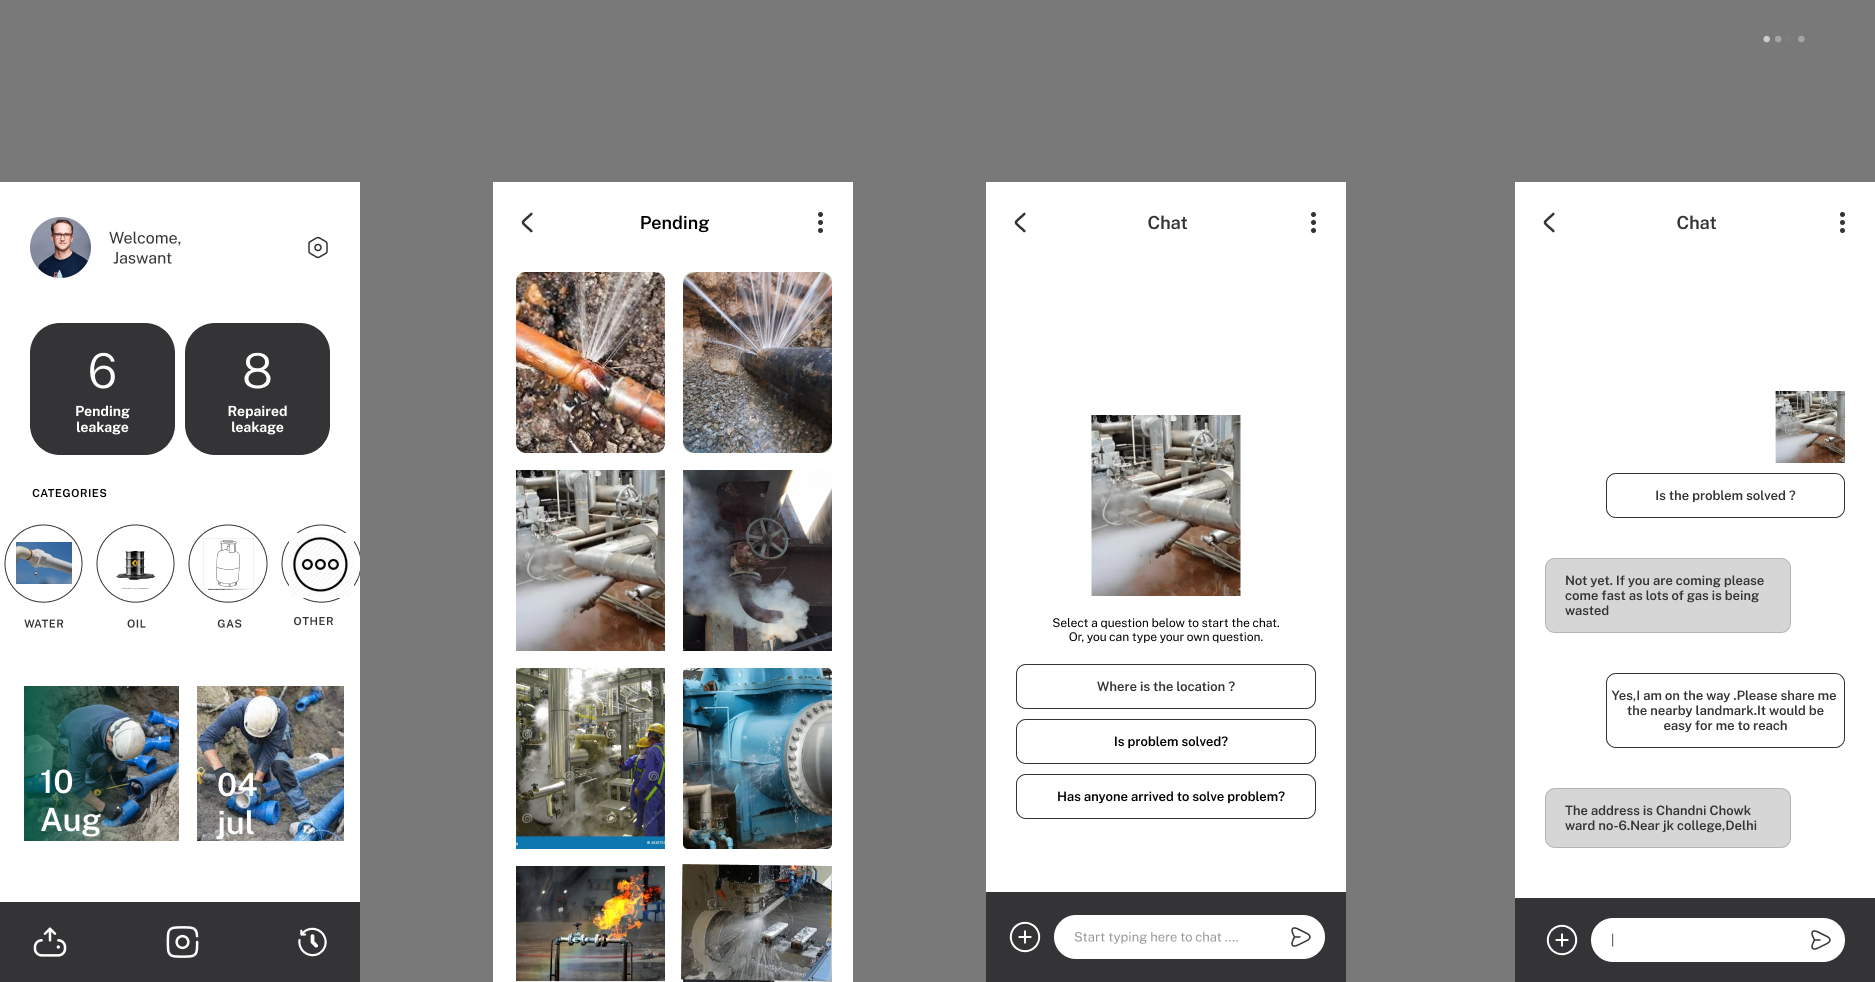 Welcome,
Jaswant
6
Pending
leakage
8
Repaired
leakage
CATEGORIES
WATER
OIL
GAS
OTHER
10
Aug
04
jul
Pending
Chat
Select a question below to start the chat.
Or, you can type your own question.
Where is the location ?
Is problem solved?
Has anyone arrived to solve problem?
Start typing here to chat ....
Chat
Is the problem solved ?
Not yet. If you are coming please
come fast as lots of gas is being
wasted
Yes,I am on the way .Please share me
the nearby landmark.It would be
easy for me to reach
The address is Chandni Chowk
ward no-6.Near jk college,Delhi